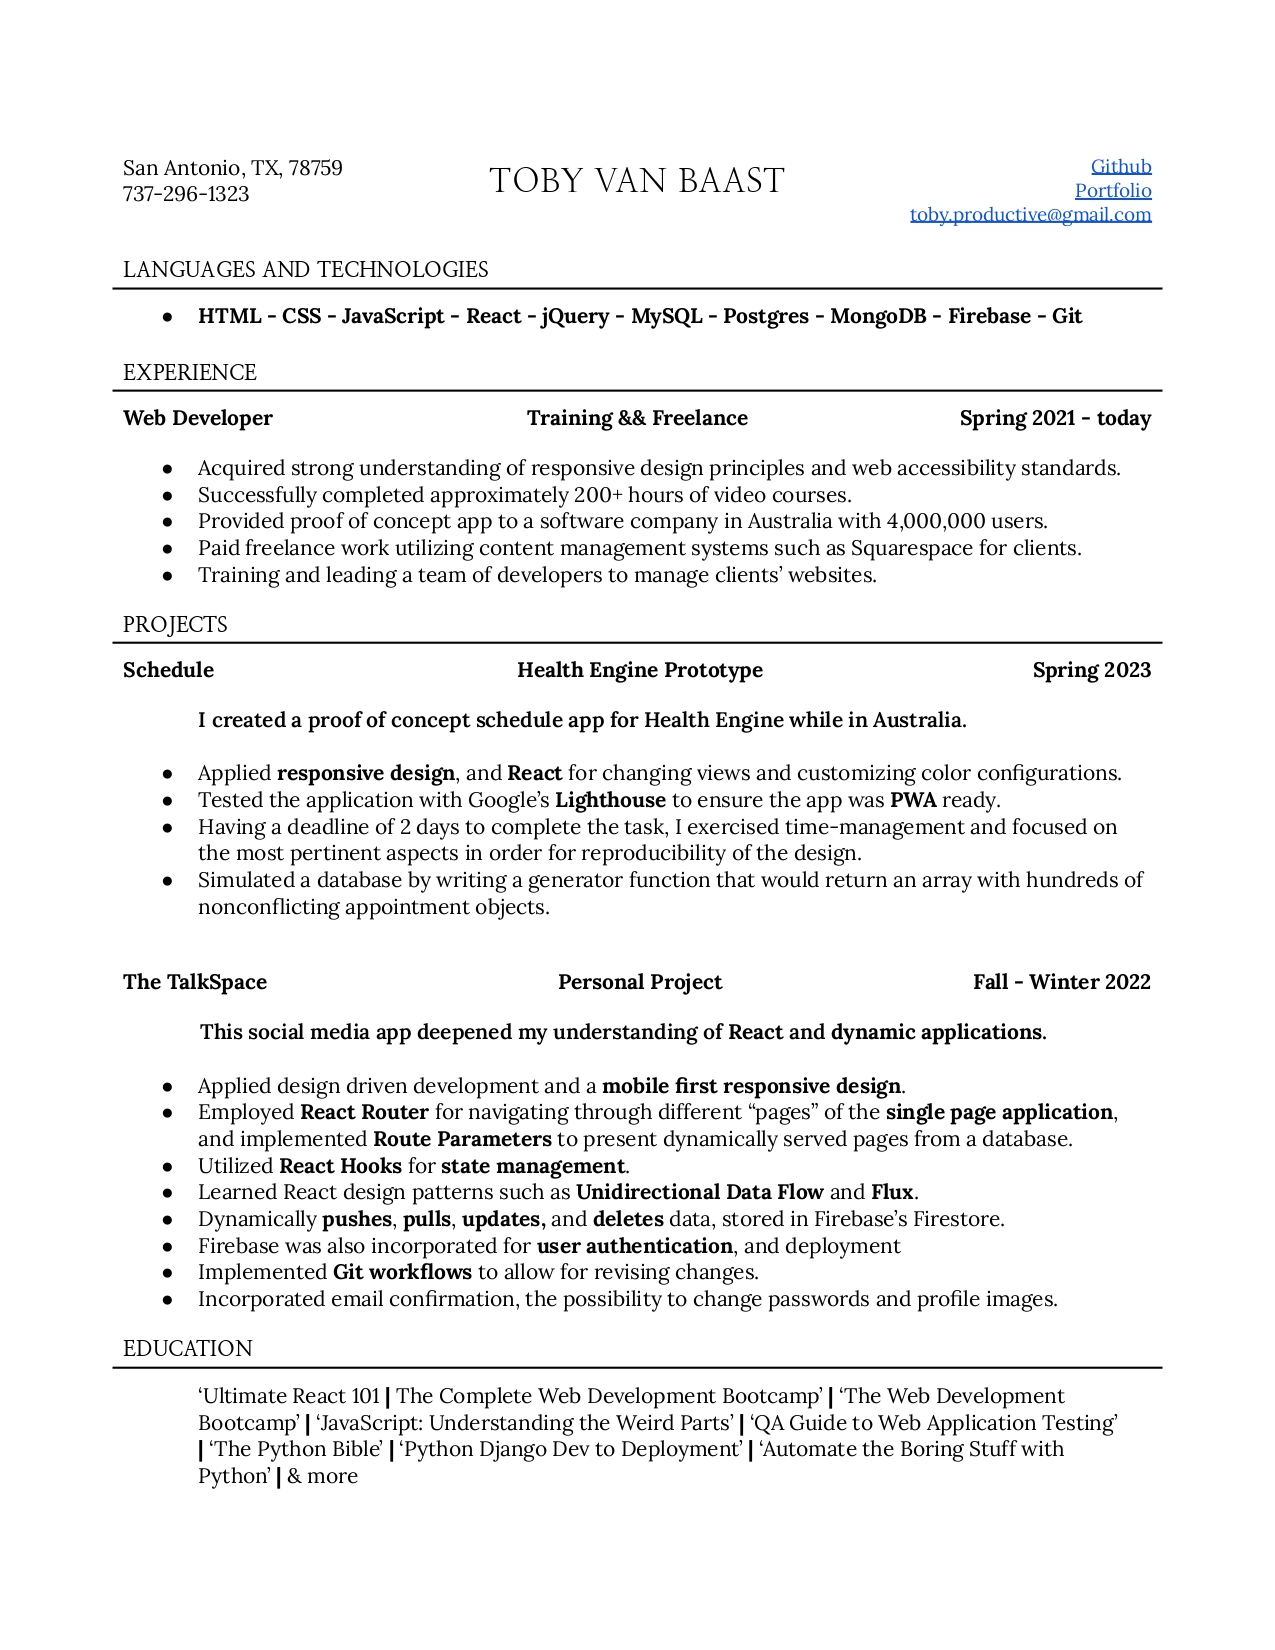 San Antonio, TX, 78759
737-296-1323
TOBY VAN BAAST
Github
Portfolio
toby.productive@gmail.com
LANGUAGES AND TECHNOLOGIES
● HTML - CSS - JavaScript - React - jQuery - MySQL - Postgres - MongoDB - Firebase - Git
EXPERIENCE
Web Developer Training && Freelance Spring 2021 - today
● Acquired strong understanding of responsive design principles and web accessibility standards.
● Successfully completed approximately 200+ hours of video courses.
● Provided proof of concept app to a software company in Australia with 4,000,000 users.
● Paid freelance work utilizing content management systems such as Squarespace for clients.
● Training and leading a team of developers to manage clients’ websites.
PROJECTS
Schedule Health Engine Prototype Spring 2023
I created a proof of concept schedule app for Health Engine while in Australia.
● Applied responsive design, and React for changing views and customizing color configurations.
● Tested the application with Google’s Lighthouse to ensure the app was PWA ready.
● Having a deadline of 2 days to complete the task, I exercised time-management and focused on
the most pertinent aspects in order for reproducibility of the design.
● Simulated a database by writing a generator function that would return an array with hundreds of
nonconflicting appointment objects.
The TalkSpace Personal Project Fall - Winter 2022
This social media app deepened my understanding of React and dynamic applications.
● Applied design driven development and a mobile first responsive design.
● Employed React Router for navigating through different “pages” of the single page application,
and implemented Route Parameters to present dynamically served pages from a database.
● Utilized React Hooks for state management.
● Learned React design patterns such as Unidirectional Data Flow and Flux.
● Dynamically pushes, pulls, updates, and deletes data, stored in Firebase’s Firestore.
● Firebase was also incorporated for user authentication, and deployment
● Implemented Git workflows to allow for revising changes.
● Incorporated email confirmation, the possibility to change passwords and profile images.
EDUCATION
‘Ultimate React 101 | The Complete Web Development Bootcamp’ | ‘The Web Development
Bootcamp’ | ‘JavaScript: Understanding the Weird Parts’ | ‘QA Guide to Web Application Testing’
| ‘The Python Bible’ | ‘Python Django Dev to Deployment’ | ‘Automate the Boring Stuff with
Python’ | & more